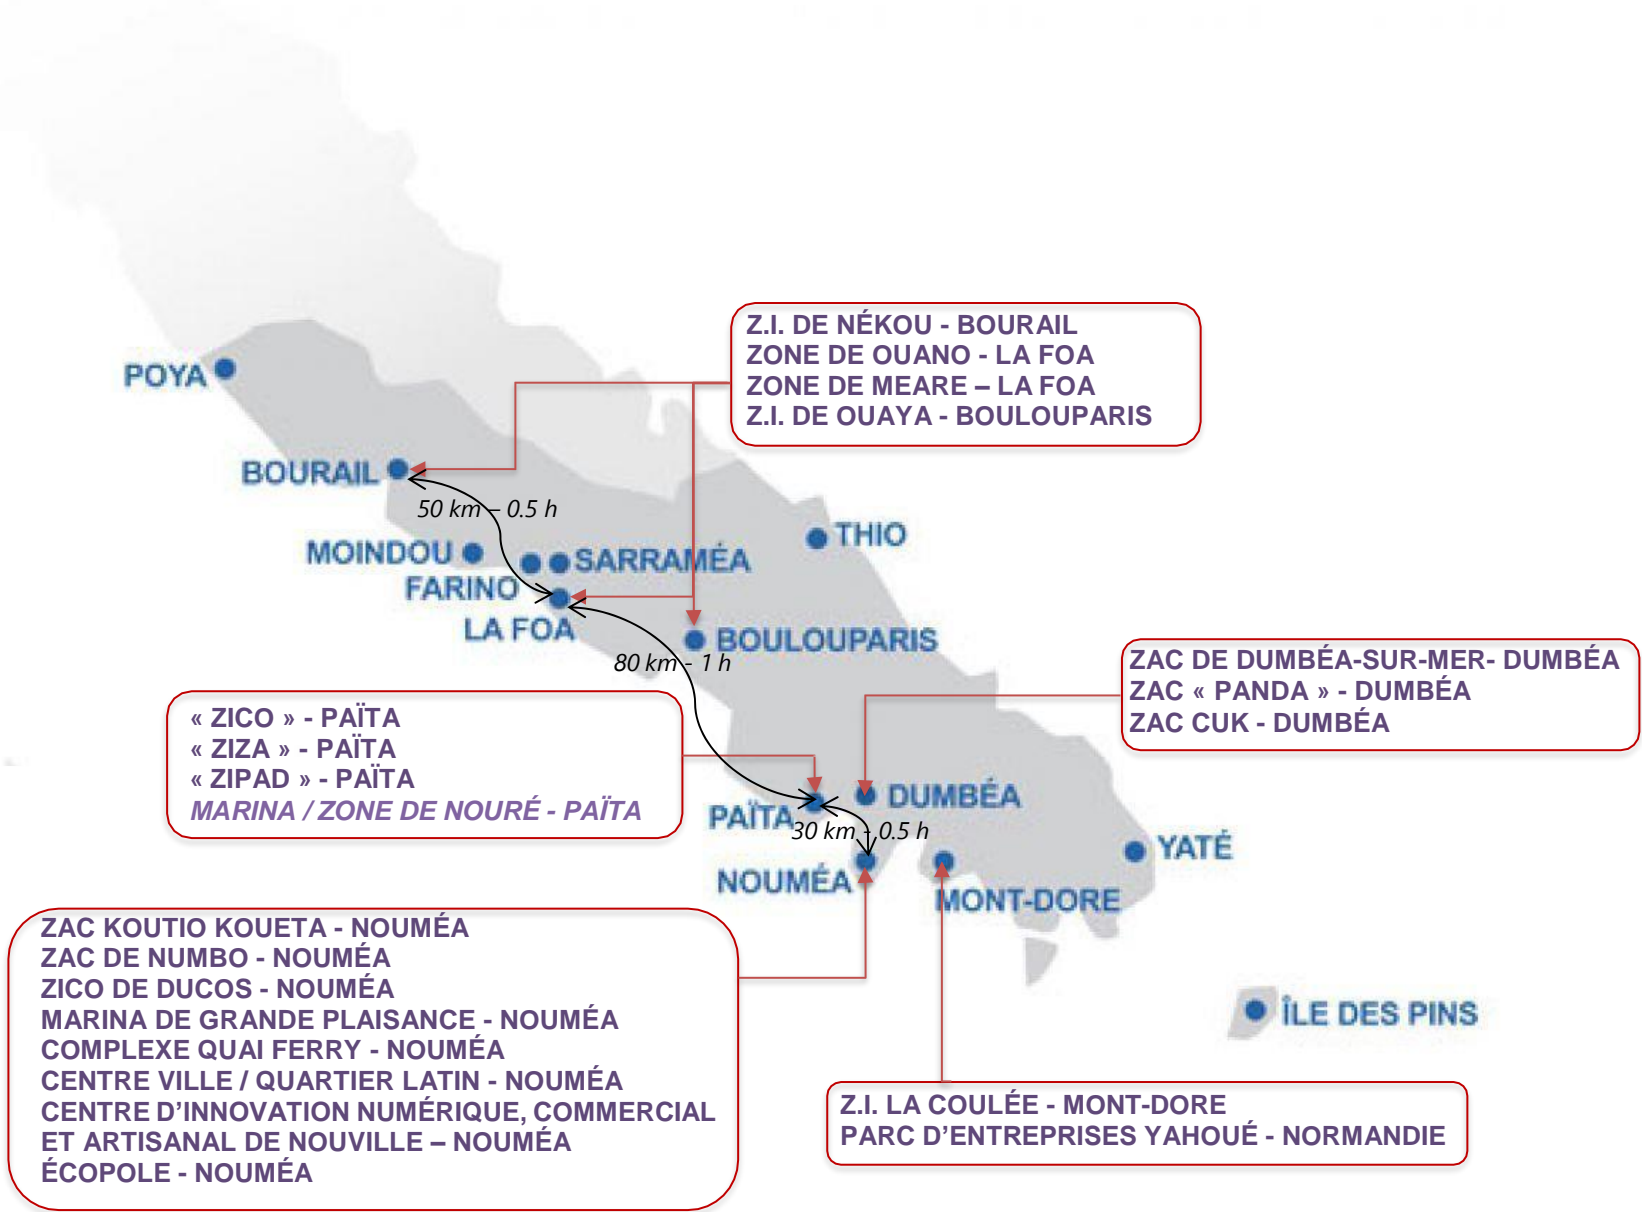 Z.I. DE NÉKOU - BOURAIL
ZONE DE OUANO - LA FOA
ZONE DE MEARE – LA FOA
Z.I. DE OUAYA - BOULOUPARIS
POYA
BOURAIL
50 km – 0.5 h
THIO
MOINDOU
SARRAMÉA
FARINO
LA FOA
BOULOUPARIS
80 km - 1 h
ZAC DE DUMBÉA-SUR-MER- DUMBÉA
ZAC « PANDA » - DUMBÉA
ZAC CUK - DUMBÉA
« ZICO » - PAÏTA
« ZIZA » - PAÏTA
« ZIPAD » - PAÏTA
MARINA / ZONE DE NOURÉ - PAÏTA
DUMBÉA
PAÏTA
30 km - 0.5 h
YATÉ
NOUMÉA
MONT-DORE
ZAC KOUTIO KOUETA - NOUMÉA
ZAC DE NUMBO - NOUMÉA
ZICO DE DUCOS - NOUMÉA
MARINA DE GRANDE PLAISANCE - NOUMÉA
COMPLEXE QUAI FERRY - NOUMÉA
CENTRE VILLE / QUARTIER LATIN - NOUMÉA
CENTRE D’INNOVATION NUMÉRIQUE, COMMERCIAL
ET ARTISANAL DE NOUVILLE – NOUMÉA
ÉCOPOLE - NOUMÉA
ÎLE DES PINS
Z.I. LA COULÉE - MONT-DORE
PARC D’ENTREPRISES YAHOUÉ - NORMANDIE